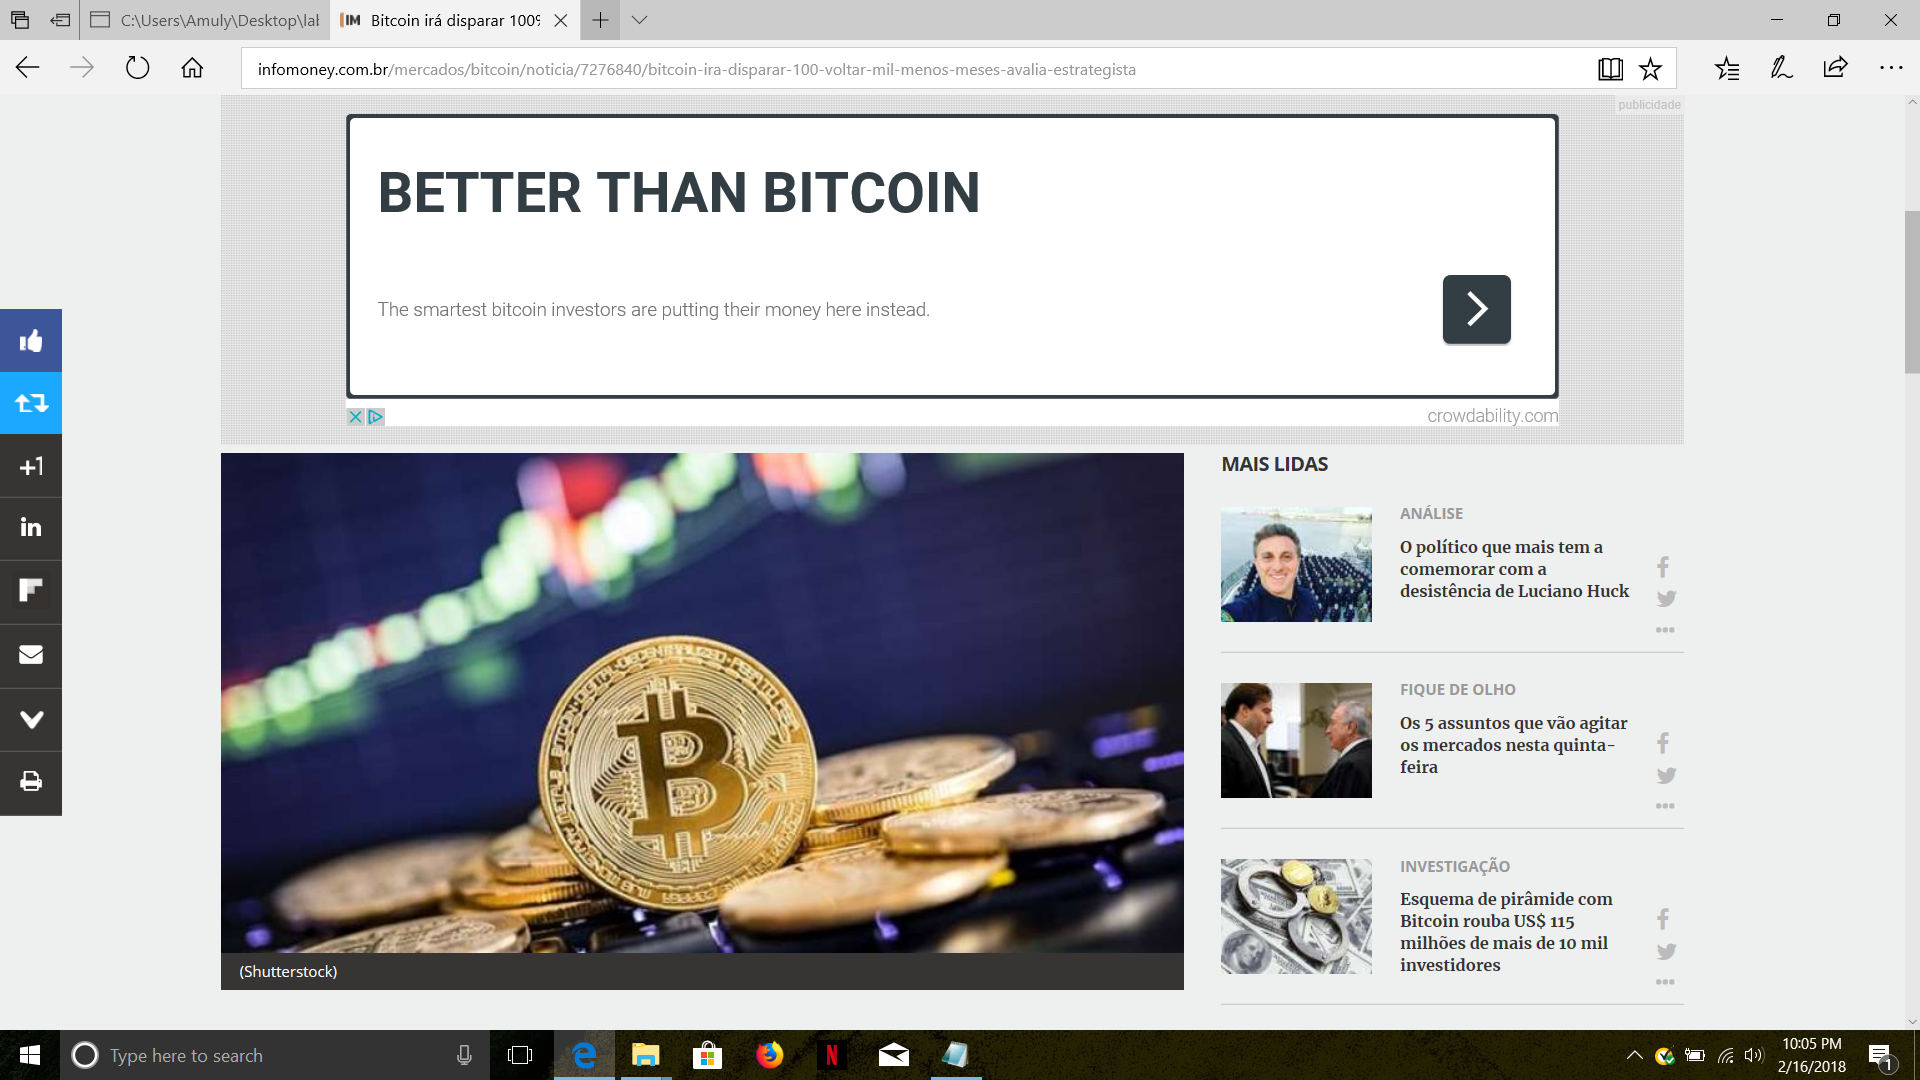 C:\Users\Amuly\Desktop\lal
IM Bitcoin irá disparar 100%
infomoney.com.br/mercados/bitcoin/noticia/7276840/bitcoin-ira-disparar-100-voltar-mil-menos-meses-avalia-estrategista
publicidade
BETTER THAN BITCOIN
The smartest bitcoin investors are putting their money here instead.
crowdability.com
+1
in
MAIS LIDAS
ANÁLISE
O político que mais tem a
comemorar com a
desistência de Luciano Huck
FIQUE DE OLHO
Os 5 assuntos que vão agitar
os mercados nesta quinta-
feira
INVESTIGAÇÃO
Esquema de pirâmide com
Bitcoin rouba US$ 115
milhões de mais de 10 mil
investidores
(Shutterstock)
Type here to search
N
10:05 PM
2/16/2018
1